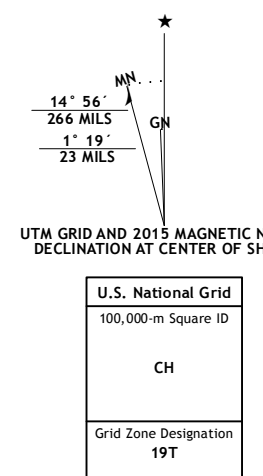 MN
14° 56´
266 MILS
GN
1° 19´
23 MILS
UTM GRID AND 2015 MAGNETIC N
DECLINATION AT CENTER OF SH
U.S. National Grid
100,000-m Square ID
CH
Grid Zone Designation
19T